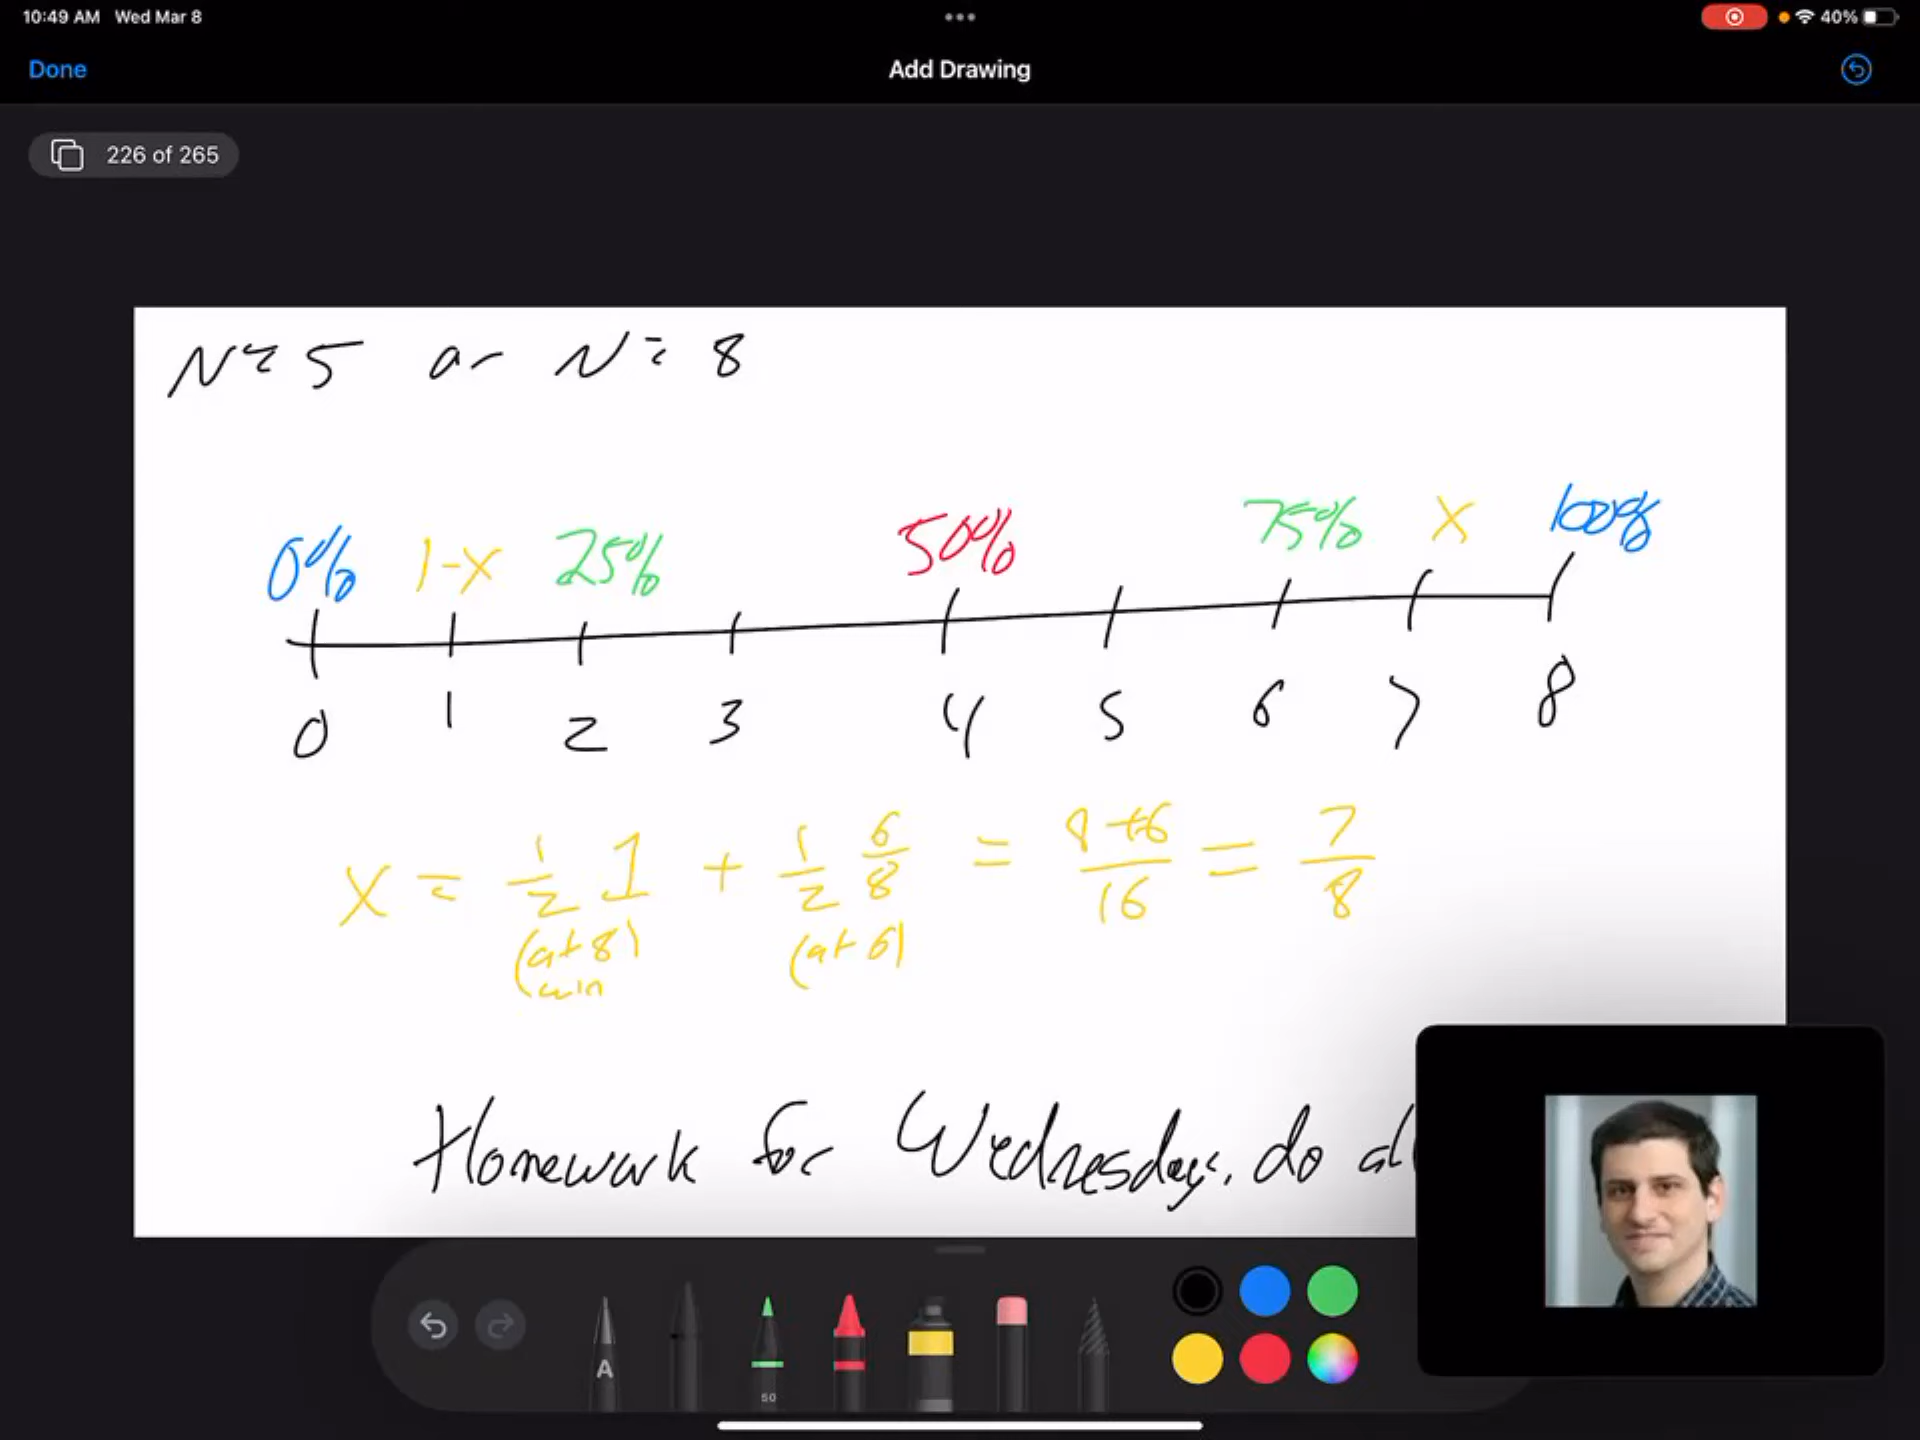 10:49 AM Wed Mar 8
40%
Done
Add Drawing
226 of 265
N = 5 or N = 8
0% 1-x 25% 50% 75% x 100%
0 1 2 3 4 5 6 7 8
x = 1/2 1 + 1/2 6/8 = 8+6/16 = 7/8
(at 8) (at 6)
win
Homework for Wednesday, do al
A
50